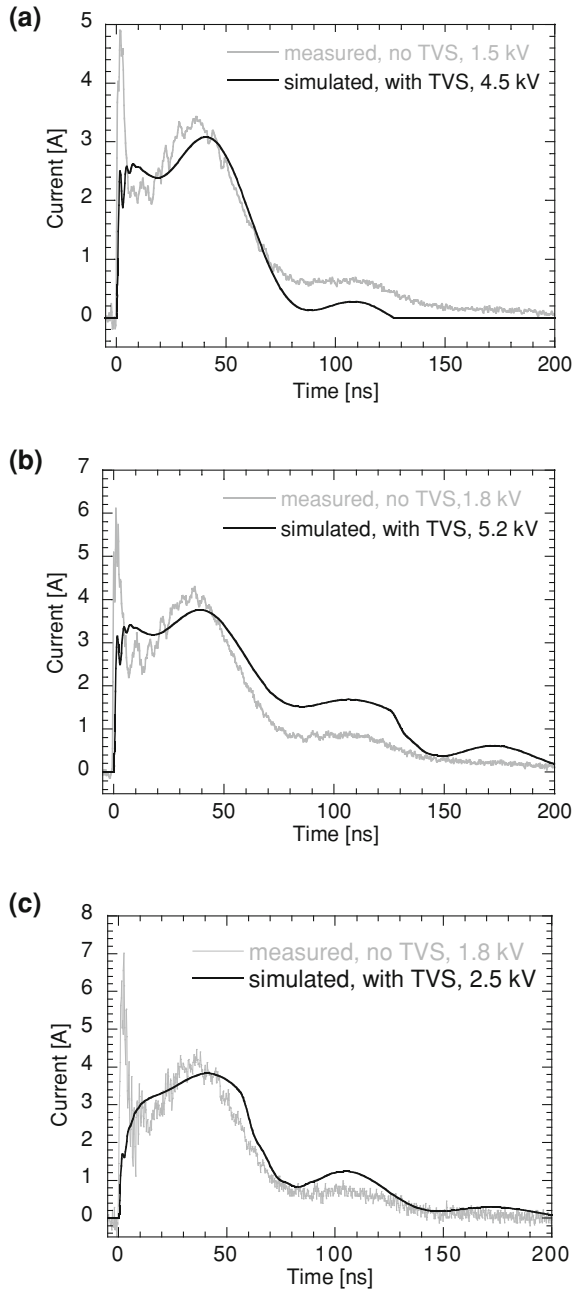 (a)
5
measured, no TVS, 1.5 kV
simulated, with TVS, 4.5 kV
4
3
2
1
0
Current [A]
0 50 100 150 200
Time [ns]
(b)
7
measured, no TVS,1.8 kV
6
simulated, with TVS, 5.2 kV
5
4
3
2
1
0
Current [A]
0 50 100 150 200
Time [ns]
(c)
8
measured, no TVS, 1.8 kV
7
simulated, with TVS, 2.5 kV
6
5
4
3
2
1
0
Current [A]
0 50 100 150 200
Time [ns]